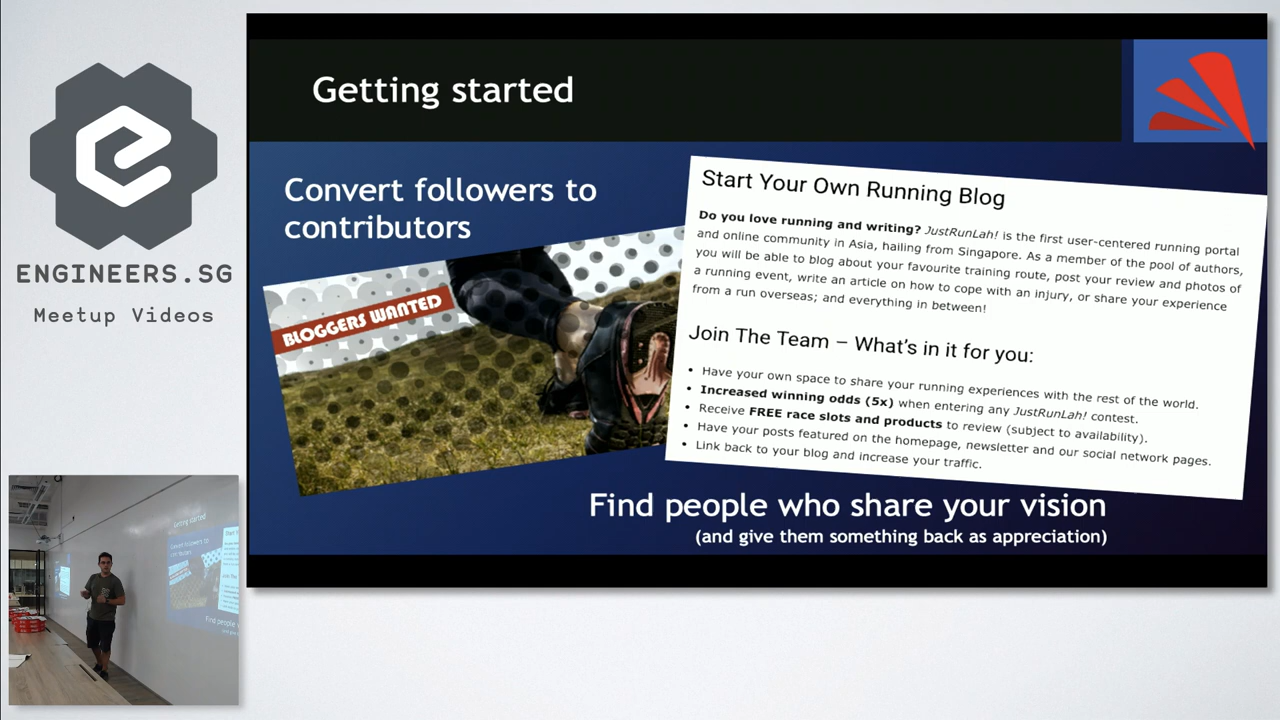 ENGINEERS.SG
Meetup Videos
Getting started
Convert followers to
contributors
BLOGGERS WANTED
Start Your Own Running Blog
Do you love running and writing? JustRunLah! is the first user-centered running portal
and online community in Asia, hailing from Singapore. As a member of the pool of authors,
you will be able to blog about your favourite training route, post your review and photos of
a running event, write an article on how to cope with an injury, or share your experience
from a run overseas; and everything in between!
Join The Team – What's in it for you:
• Have your own space to share your running experiences with the rest of the world.
• Increased winning odds (5x) when entering any JustRunLah! contest.
• Receive FREE race slots and products to review (subject to availability).
• Have your posts featured on the homepage, newsletter and our social network pages.
• Link back to your blog and increase your traffic.
Find people who share your vision
(and give them something back as appreciation)
Getting started
Convert followers to
contributors